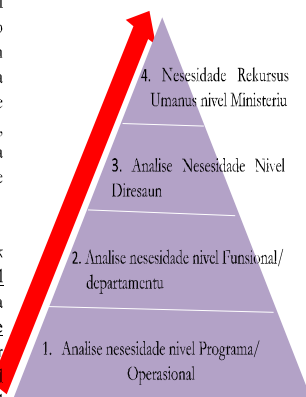 4. Nesesidade Rekursus
Umanus nivel Ministeriu
3. Analise Nesesidade Nivel
Diresaun
2. Analise nesesidade nivel Funsional/
departamentu
1. Analise nesesidade nivel Programa/
Operasional